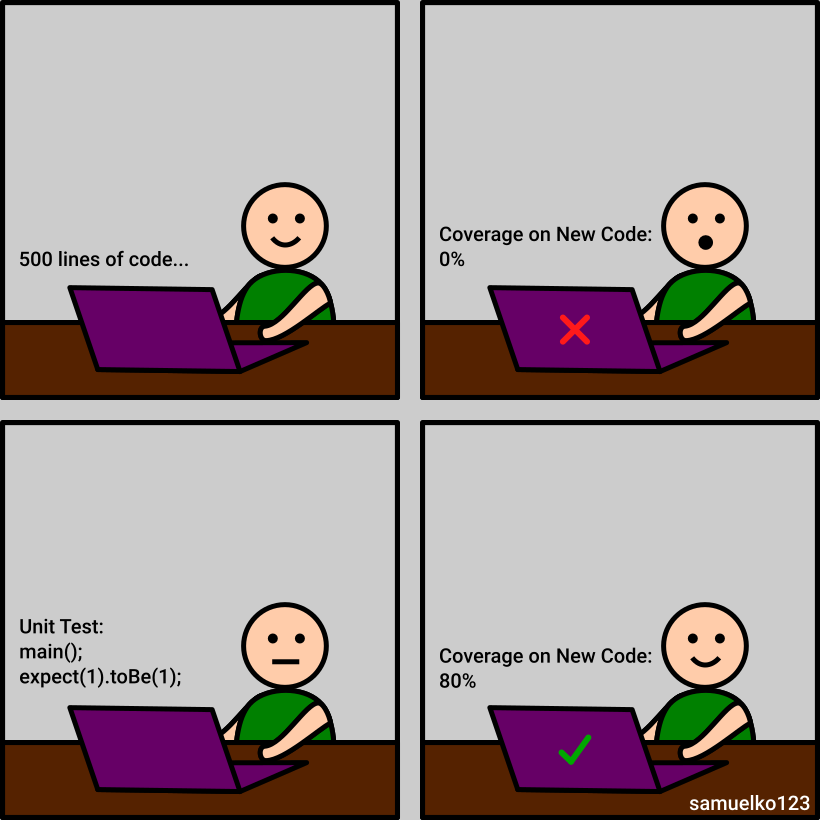 500 lines of code...
Coverage on New Code:
0%
Unit Test:
main();
expect(1).toBe(1);
Coverage on New Code:
80%
samuelko123